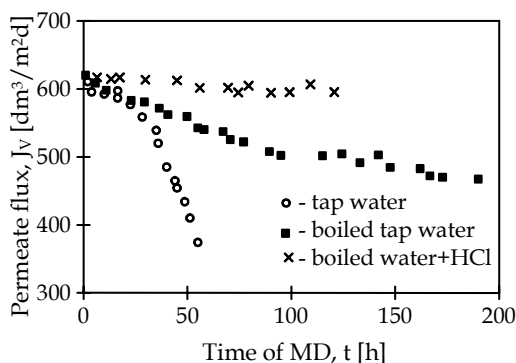 Permeate flux, Jv [dm³/m²d]
700
600
500
400
300
- tap water
- boiled tap water
- boiled water+HCl
0 50 100 150 200
Time of MD, t [h]